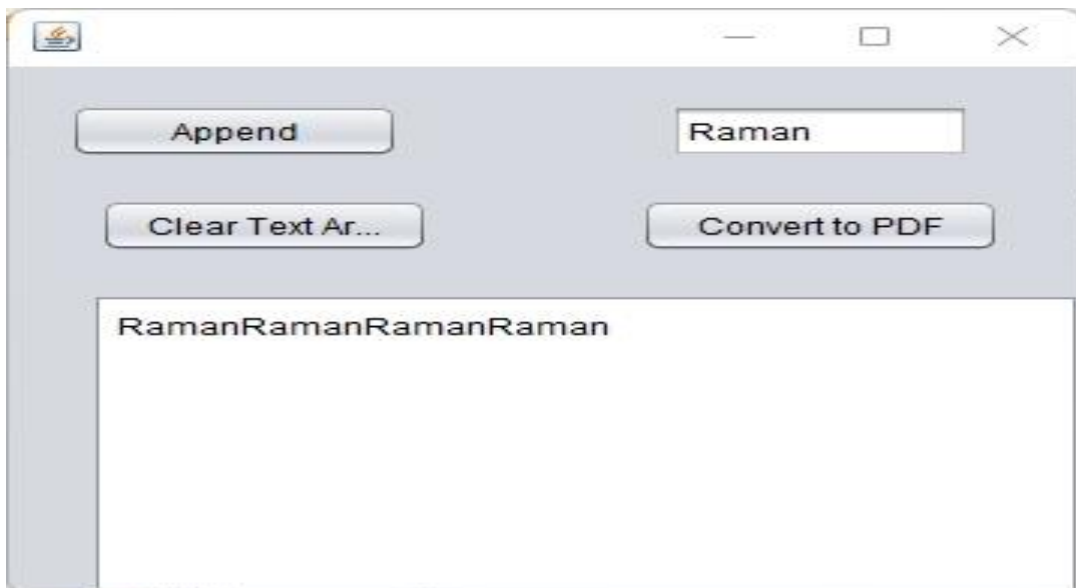 Append
Raman
Clear Text Ar...
Convert to PDF
RamanRamanRamanRaman